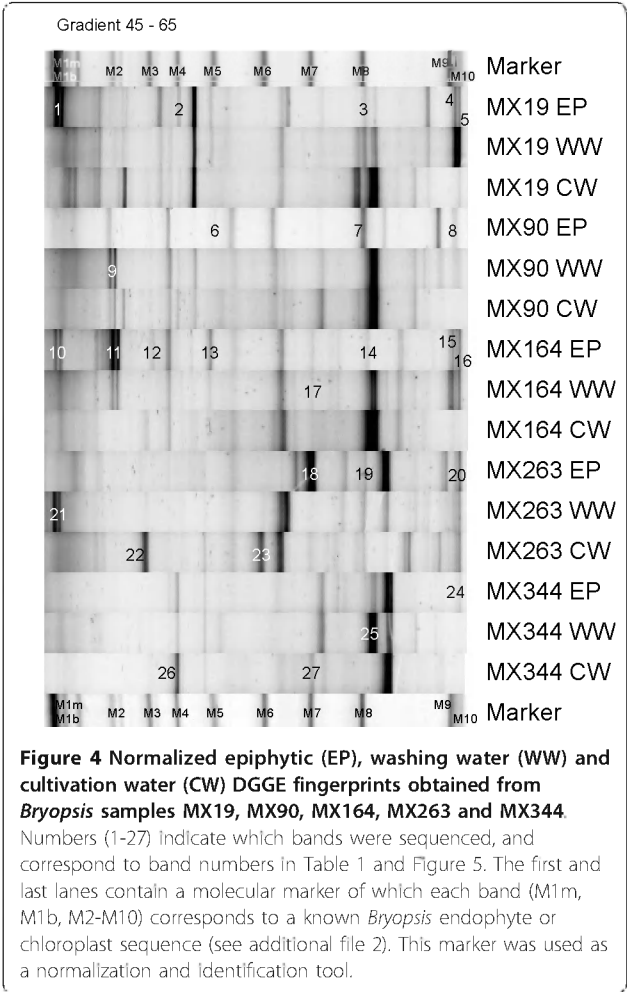 Gradient 45 - 65
M1m M9
M1b M2 M3 M4 M5 M6 M7 M8 M10 Marker
1 2 3 4 5 MX19 EP
MX19 WW
MX19 CW
6 7 8 MX90 EP
9 MX90 WW
MX90 CW
10 11 12 13 14 15 16 MX164 EP
17 MX164 WW
MX164 CW
18 19 20 MX263 EP
21 MX263 WW
22 23 MX263 CW
24 MX344 EP
25 MX344 WW
26 27 MX344 CW
M1m M9
M1b M2 M3 M4 M5 M6 M7 M8 M10 Marker
Figure 4 Normalized epiphytic (EP), washing water (WW) and
cultivation water (CW) DGGE fingerprints obtained from
Bryopsis samples MX19, MX90, MX164, MX263 and MX344.
Numbers (1-27) indicate which bands were sequenced, and
correspond to band numbers in Table 1 and Figure 5. The first and
last lanes contain a molecular marker of which each band (M1m,
M1b, M2-M10) corresponds to a known Bryopsis endophyte or
chloroplast sequence (see additional file 2). This marker was used as
a normalization and identification tool.